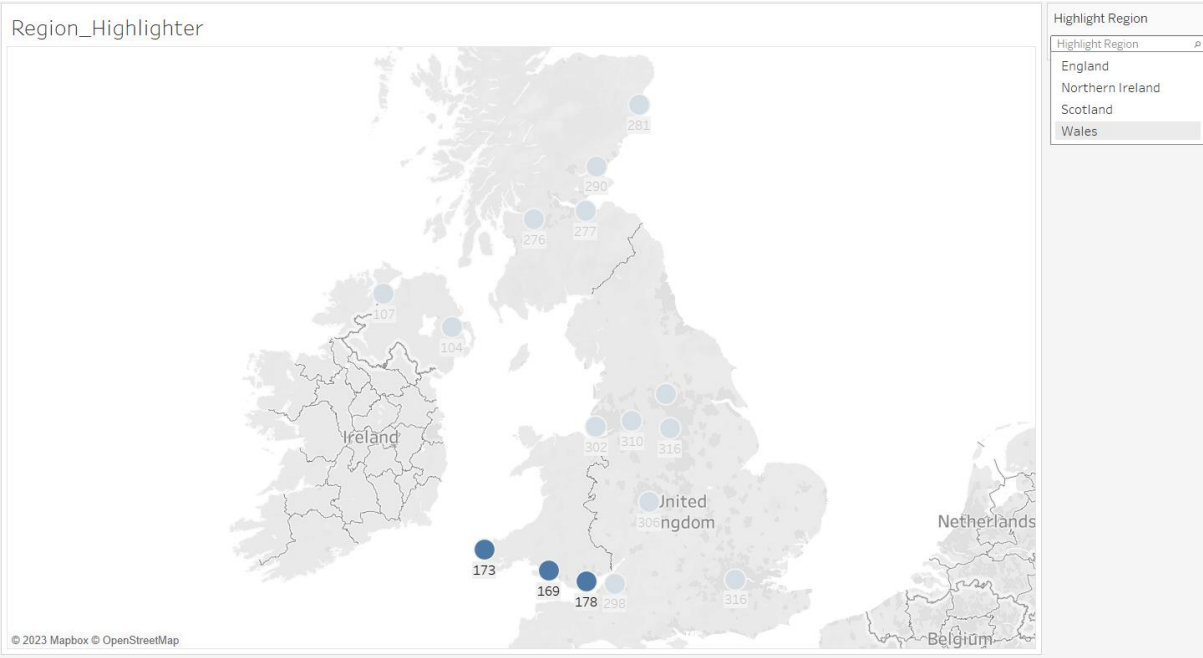 Region_Highlighter
Highlight Region
Highlight Region
England
Northern Ireland
Scotland
Wales
281
290
276
277
107
104
Ireland
302
310
316
306
United
Kingdom
Netherlands
173
169
178
298
316
Belgium
© 2023 Mapbox © OpenStreetMap